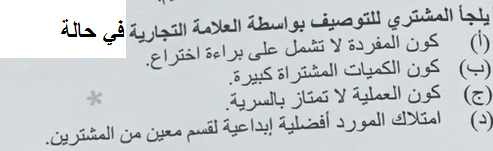 يلجأ المشتري للتوصيف بواسطة العلامة التجارية في حالة
(أ) كون المفردة لا تشمل على براءة اختراع.
(ب) كون الكميات المشتراة كبيرة.
(ج) كون العملية لا تمتاز بالسرية.
(د) امتلاك المورد أفضلية إبداعية لقسم معين من المشترين.